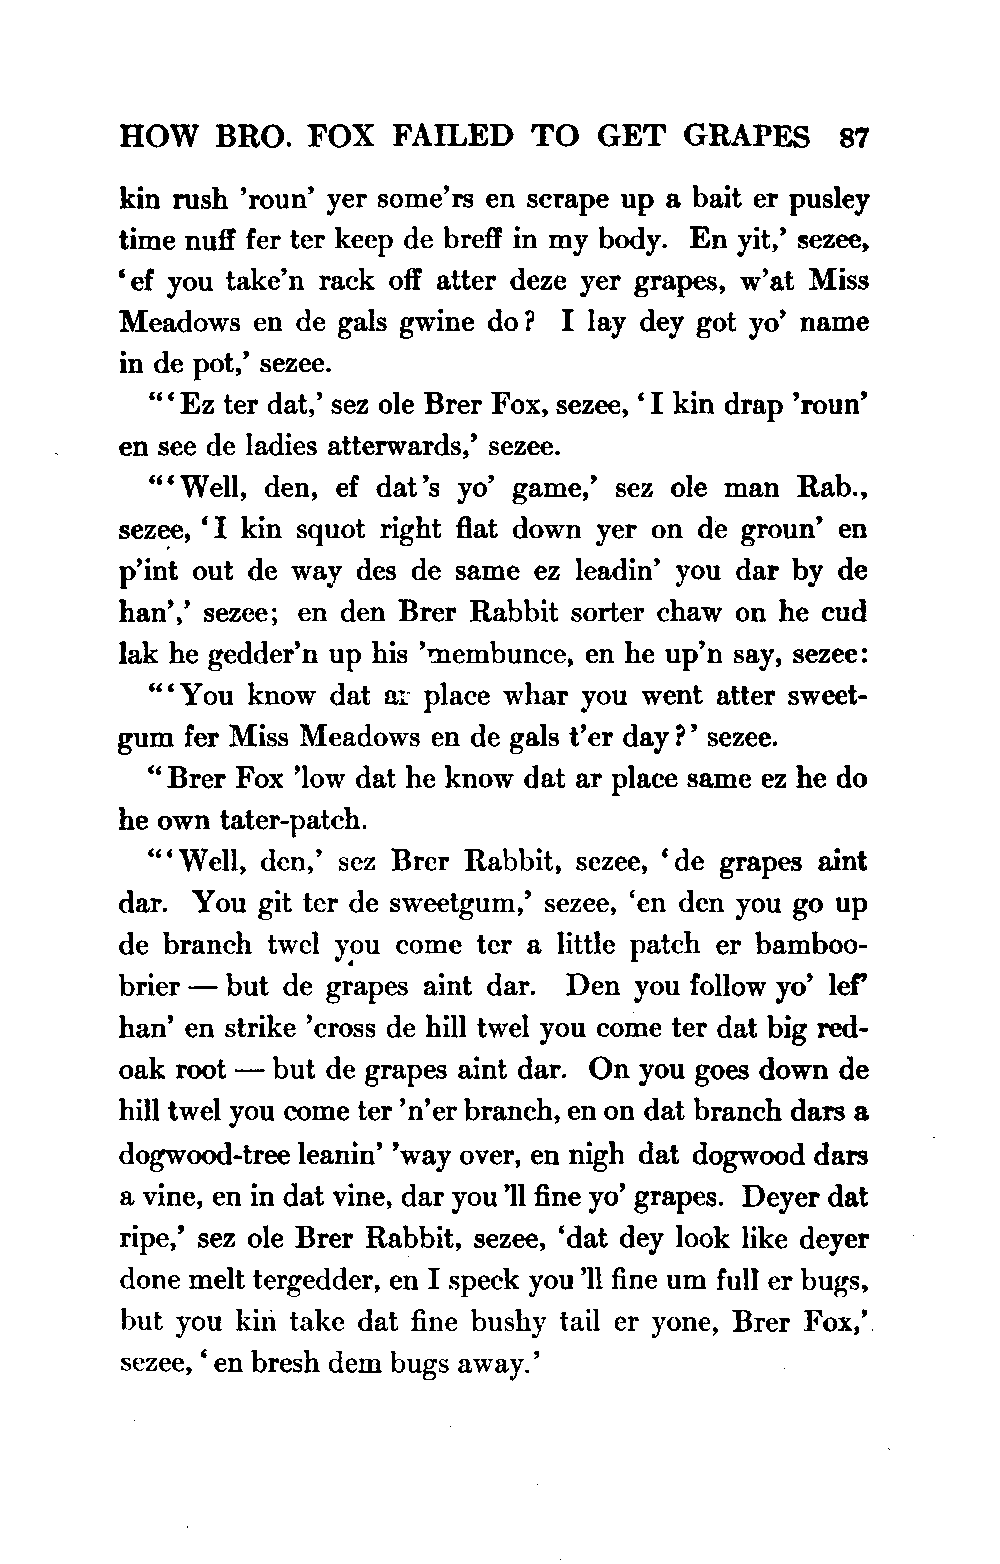 HOW BRO. FOX FAILED TO GET GRAPES 87
kin rush 'roun' yer some'rs en scrape up a bait er pusley
time nuff fer ter keep de breff in my body. En yit,' sezee,
'ef you take'n rack off atter deze yer grapes, w'at Miss
Meadows en de gals gwine do? I lay dey got yo' name
in de pot,' sezee.
"'Ez ter dat,' sez ole Brer Fox, sezee, 'I kin drap 'roun'
en see de ladies atterwards,' sezee.
"'Well, den, ef dat's yo' game,' sez ole man Rab.,
sezee, 'I kin squot right flat down yer on de groun' en
p'int out de way des de same ez leadin' you dar by de
han',' sezee; en den Brer Rabbit sorter chaw on he cud
lak he gedder'n up his 'membunce, en he up'n say, sezee:
"'You know dat ar place whar you went atter sweet-
gum fer Miss Meadows en de gals t'er day?' sezee.
"Brer Fox 'low dat he know dat ar place same ez he do
he own tater-patch.
"'Well, den,' sez Brer Rabbit, sezee, 'de grapes aint
dar. You git ter de sweetgum,' sezee, 'en den you go up
de branch twel you come ter a little patch er bamboo-
brier — but de grapes aint dar. Den you follow yo' lef'
han' en strike 'cross de hill twel you come ter dat big red-
oak root — but de grapes aint dar. On you goes down de
hill twel you come ter 'n'er branch, en on dat branch dars a
dogwood-tree leanin' 'way over, en nigh dat dogwood dars
a vine, en in dat vine, dar you 'll fine yo' grapes. Deyer dat
ripe,' sez ole Brer Rabbit, sezee, 'dat dey look like deyer
done melt tergedder, en I speck you 'll fine um full er bugs,
but you kin take dat fine bushy tail er yone, Brer Fox,'
sezee, 'en bresh dem bugs away.'